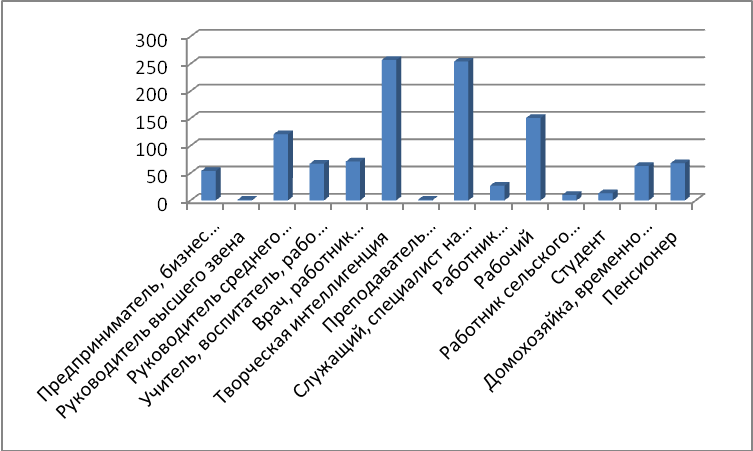 300
250
200
150
100
50
0
Предприниматель, бизнес…
Руководитель высшего звена
Руководитель среднего…
Учитель, воспитатель, рабо…
Врач, работник…
Творческая интеллигенция
Преподаватель…
Служащий, специалист на…
Работник…
Рабочий
Работник сельского…
Студент
Домохозяйка, временно…
Пенсионер